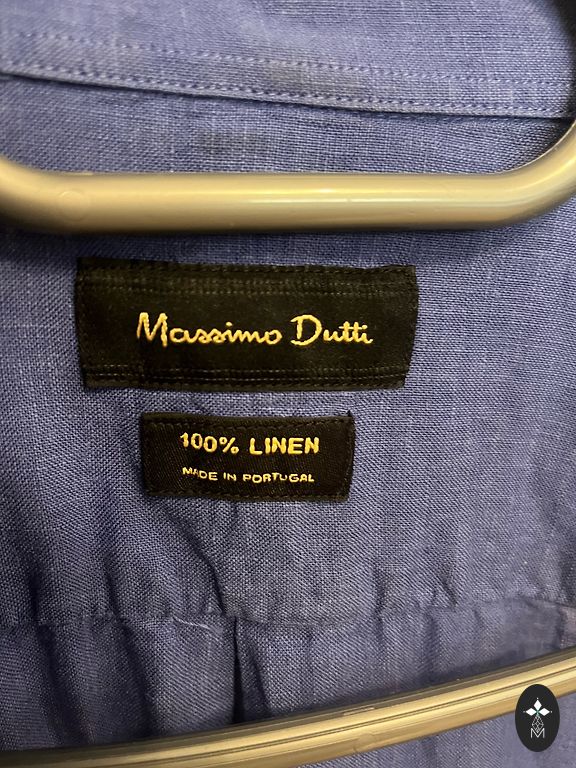 Massimo Dutti
100% LINEN
MADE IN PORTUGAL